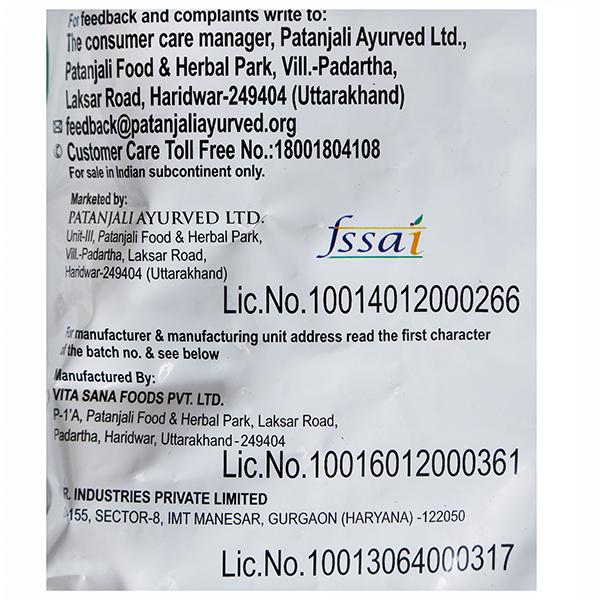 For feedback and complaints write to:
The consumer care manager, Patanjali Ayurved Ltd.,
Patanjali Food & Herbal Park, Vill.-Padartha,
Laksar Road, Haridwar-249404 (Uttarakhand)
feedback@patanjaliayurved.org
Customer Care Toll Free No.:18001804108
For sale in Indian subcontinent only.
Marketed by:
PATANJALI AYURVED LTD.
Unit-III, Patanjali Food & Herbal Park,
Vill.-Padartha, Laksar Road,
Haridwar-249404 (Uttarakhand)
fssai
Lic.No.10014012000266
For manufacturer & manufacturing unit address read the first character
of the batch no. & see below
Manufactured By:
VITA SANA FOODS PVT. LTD.
P-1'A, Patanjali Food & Herbal Park, Laksar Road,
Padartha, Haridwar, Uttarakhand-249404
Lic.No.10016012000361
R. INDUSTRIES PRIVATE LIMITED
-155, SECTOR-8, IMT MANESAR, GURGAON (HARYANA) -122050
Lic.No.10013064000317